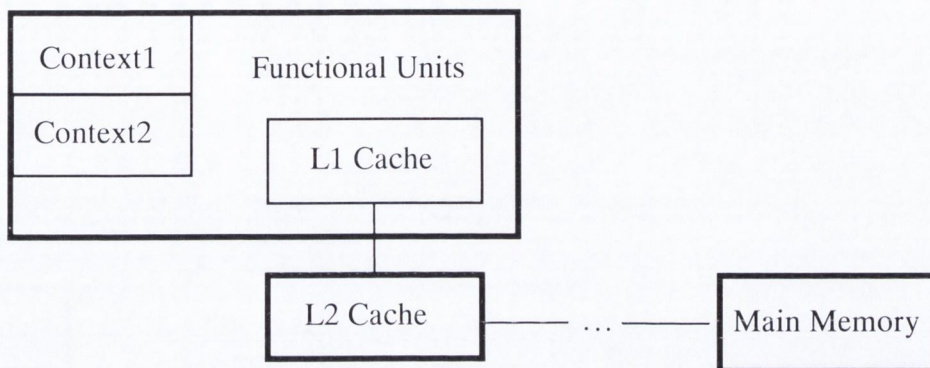 Context1
Functional Units
Context2
L1 Cache
L2 Cache
...
Main Memory